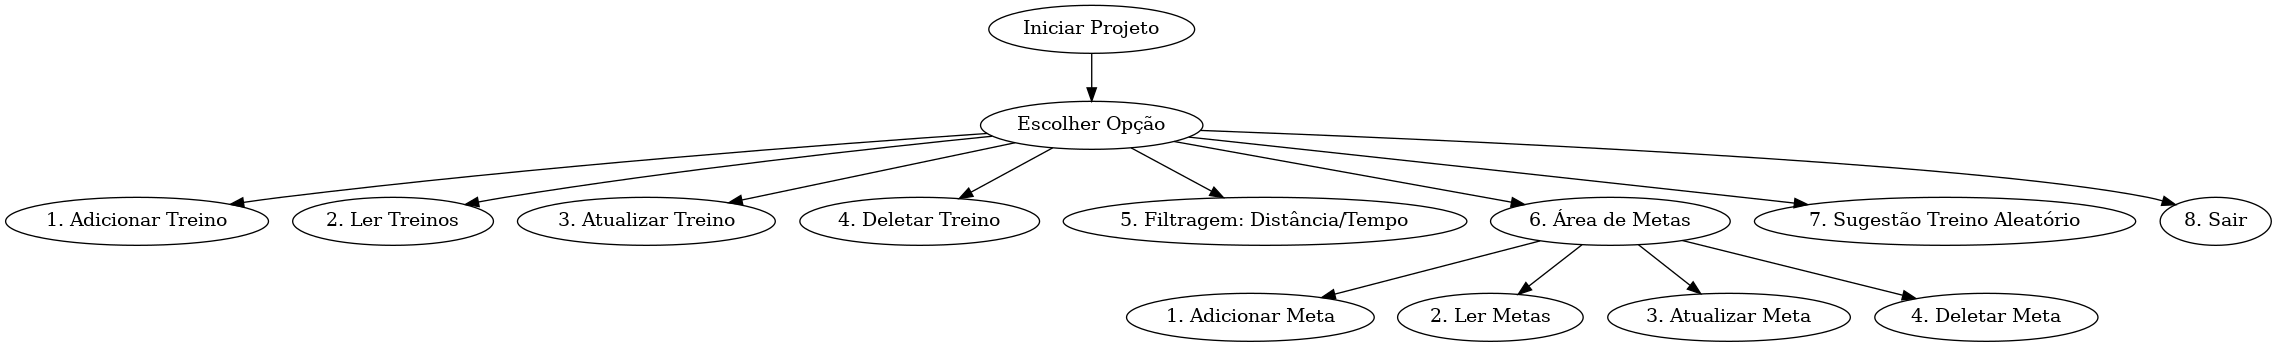 Iniciar Projeto
Escolher Opção
1. Adicionar Treino
2. Ler Treinos
3. Atualizar Treino
4. Deletar Treino
5. Filtragem: Distância/Tempo
6. Área de Metas
7. Sugestão Treino Aleatório
8. Sair
1. Adicionar Meta
2. Ler Metas
3. Atualizar Meta
4. Deletar Meta